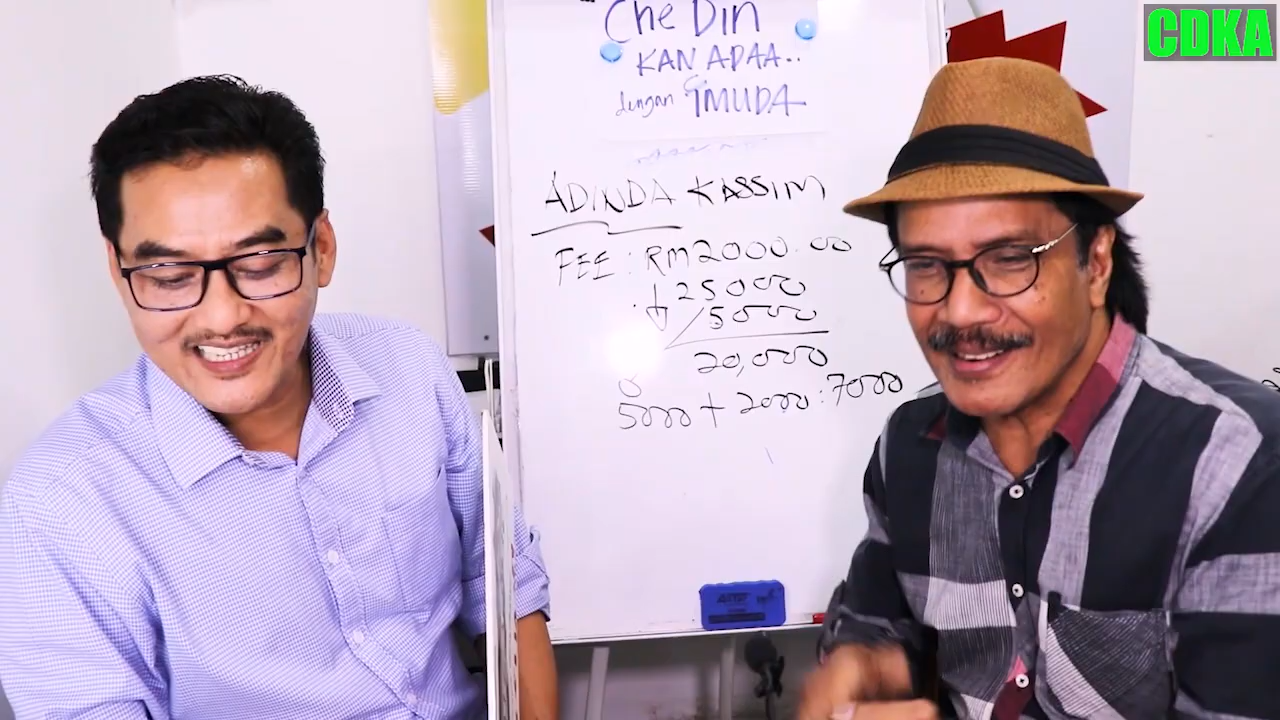 CDKA
Che Din
KAN ADAA..
dengan IMUDA
ADINDA KASSIM
FEE : RM2000.00
25000
5000
20,000
5000 + 2000 : 7000